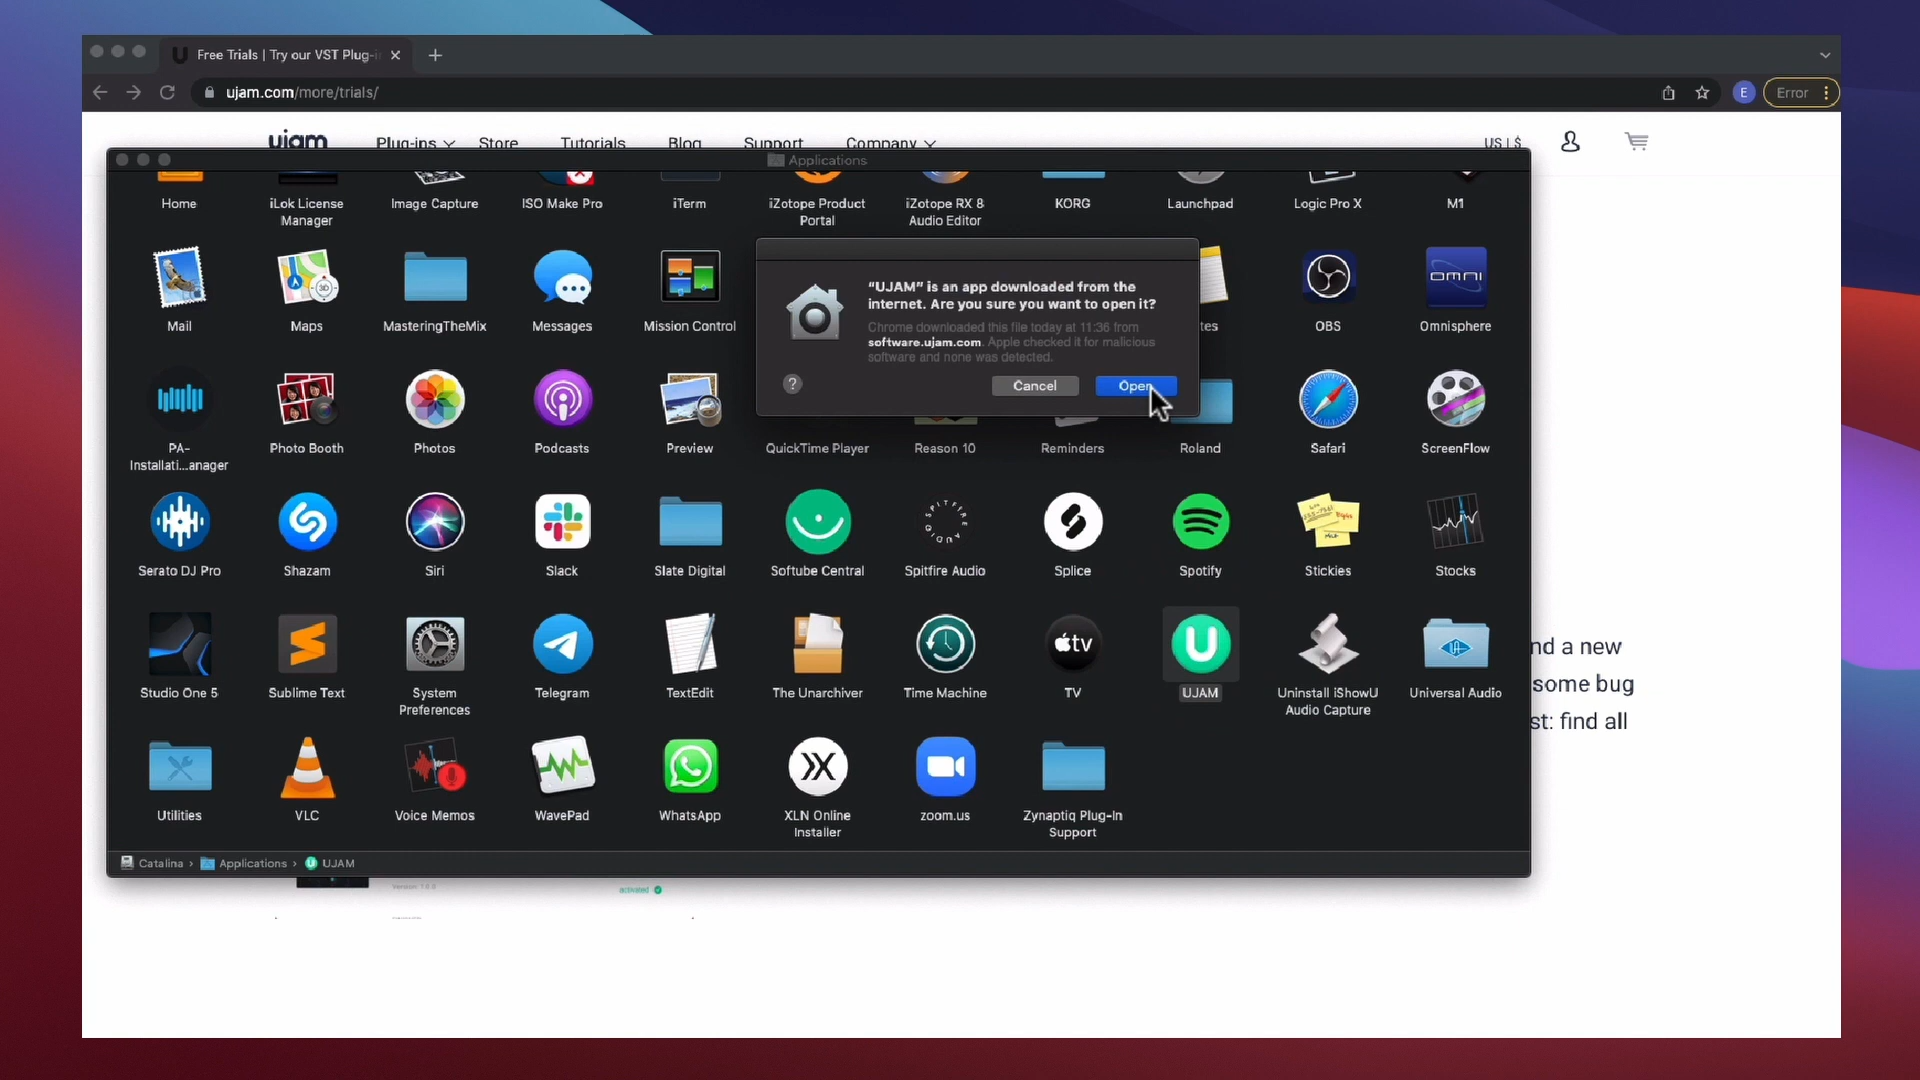 Free Trials | Try our VST Plug-i
ujam.com/more/trials/
E
Error
ujam
Plug-ins
Store
Tutorials
Blog
Support
Company
US | $
Applications
Home
iLok License
Manager
Image Capture
ISO Make Pro
iTerm
iZotope Product
Portal
iZotope RX 8
Audio Editor
KORG
Launchpad
Logic Pro X
M1
“UJAM” is an app downloaded from the
internet. Are you sure you want to open it?
Chrome downloaded this file today at 11:36 from
software.ujam.com. Apple checked it for malicious
software and none was detected.
?
Cancel
Open
Mail
Maps
MasteringTheMix
Messages
Mission Control
tes
OBS
OMNI
Omnisphere
PA-
Installati...anager
Photo Booth
Photos
Podcasts
Preview
QuickTime Player
Reason 10
Reminders
Roland
Safari
ScreenFlow
SPITFIRE AUDIO
Serato DJ Pro
Shazam
Siri
Slack
Slate Digital
Softube Central
Spitfire Audio
Splice
Spotify
Stickies
Stocks
tv
U
Studio One 5
Sublime Text
System
Preferences
Telegram
TextEdit
The Unarchiver
Time Machine
TV
UJAM
Uninstall iShowU
Audio Capture
Universal Audio
nd a new
some bug
st: find all
Utilities
VLC
Voice Memos
WavePad
WhatsApp
XLN Online
Installer
zoom.us
Zynaptiq Plug-In
Support
Catalina › Applications › UJAM
activated